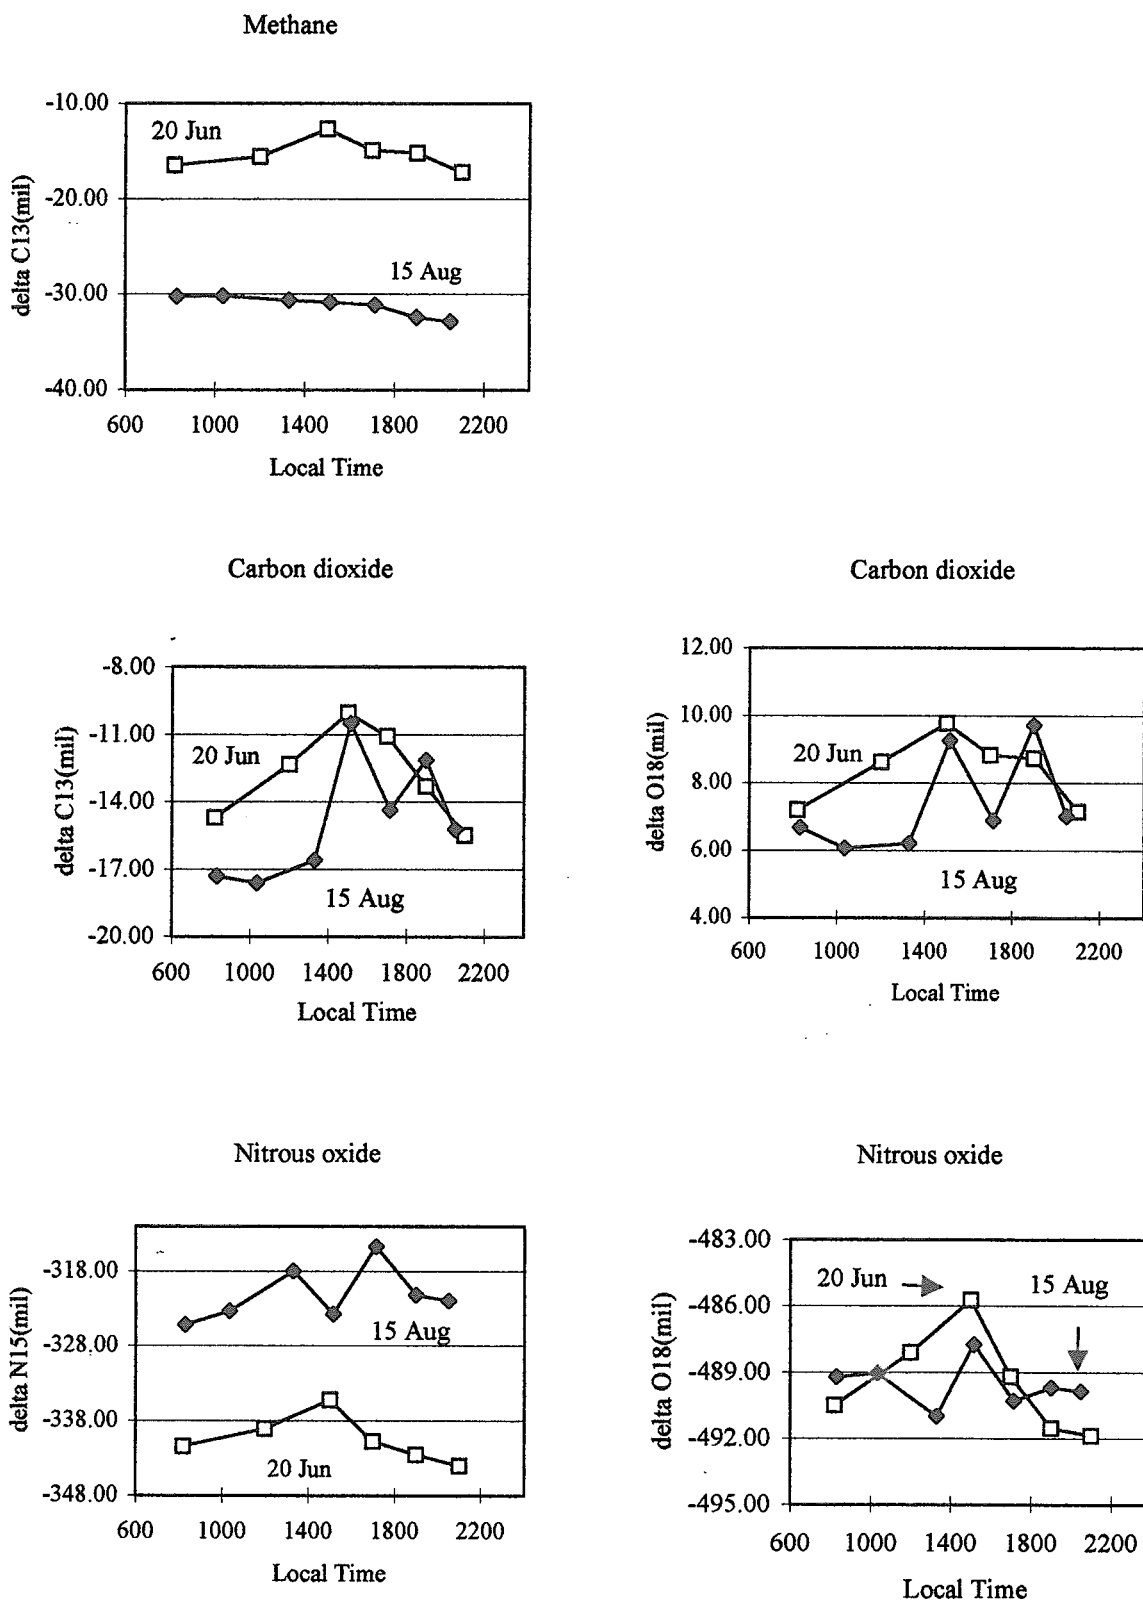 Methane
-10.00
20 Jun
-20.00
delta C13(mil)
15 Aug
-30.00
-40.00
600 1000 1400 1800 2200
Local Time
Carbon dioxide
-8.00
-11.00
20 Jun
delta C13(mil)
-14.00
-17.00
15 Aug
-20.00
600 1000 1400 1800 2200
Local Time
Carbon dioxide
12.00
10.00
20 Jun
delta O18(mil)
8.00
6.00
15 Aug
4.00
600 1000 1400 1800 2200
Local Time
Nitrous oxide
-318.00
15 Aug
-328.00
delta N15(mil)
-338.00
20 Jun
-348.00
600 1000 1400 1800 2200
Local Time
Nitrous oxide
-483.00
20 Jun
15 Aug
-486.00
delta O18(mil)
-489.00
-492.00
-495.00
600 1000 1400 1800 2200
Local Time